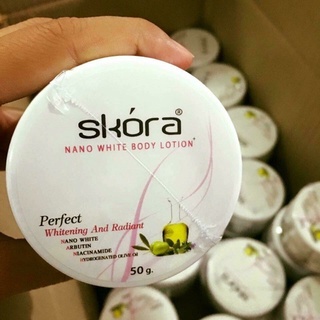 skóra®
NANO WHITE BODY LOTION
Perfect
Whitening And Radiant
NANO WHITE
ARBUTIN
NIACINAMIDE
HYDROGENATED OLIVE OIL
50 g.